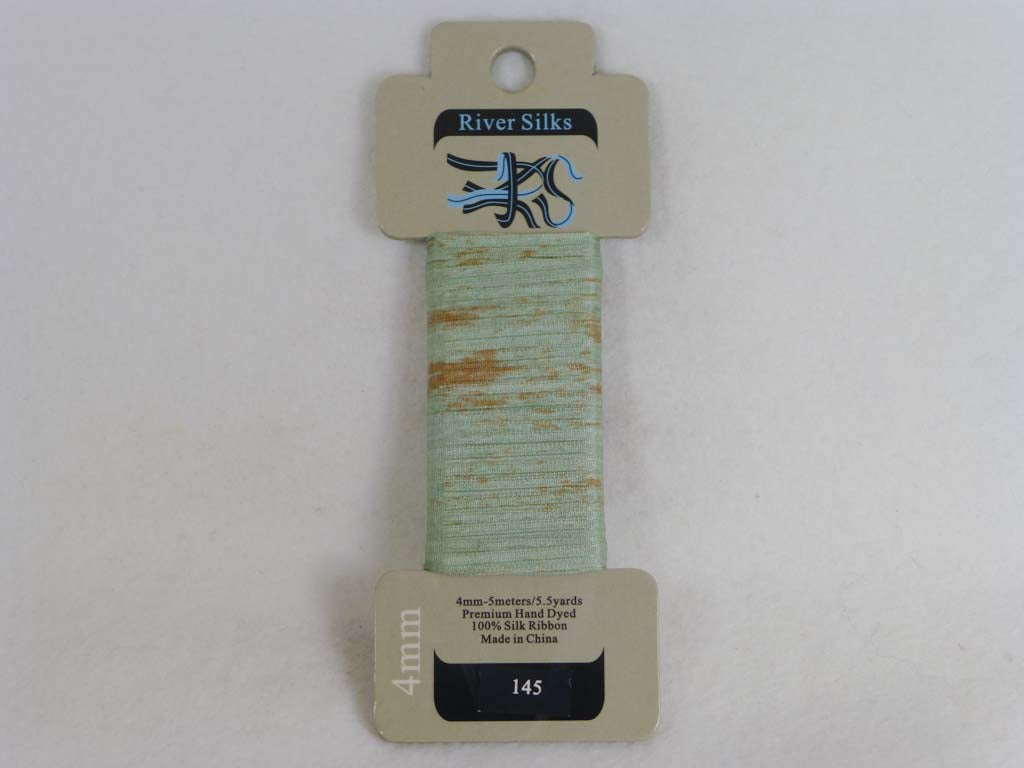 River Silks
4mm-5meters/5.5yards
Premium Hand Dyed
100% Silk Ribbon
Made in China
4mm
145